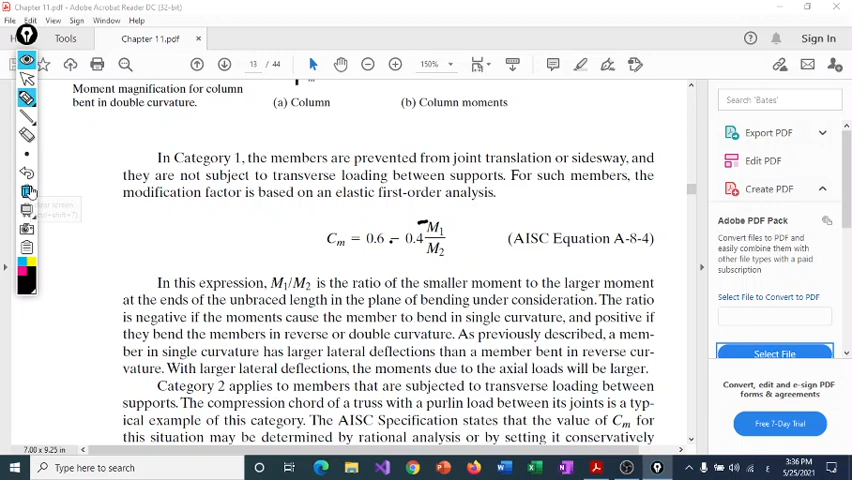 Chapter 11.pdf - Adobe Acrobat Reader DC (32-bit)
File Edit View Sign Window Help
Tools
Chapter 11.pdf ×
Sign In
13 / 44
150%
Moment magnification for column
bent in double curvature.
(a) Column
(b) Column moments
In Category 1, the members are prevented from joint translation or sidesway, and
they are not subject to transverse loading between supports. For such members, the
modification factor is based on an elastic first-order analysis.
Cm = 0.6 - 0.4 M1/M2 (AISC Equation A-8-4)
In this expression, M1/M2 is the ratio of the smaller moment to the larger moment
at the ends of the unbraced length in the plane of bending under consideration. The ratio
is negative if the moments cause the member to bend in single curvature, and positive if
they bend the members in reverse or double curvature. As previously described, a mem-
ber in single curvature has larger lateral deflections than a member bent in reverse cur-
vature. With larger lateral deflections, the moments due to the axial loads will be larger.
Category 2 applies to members that are subjected to transverse loading between
supports. The compression chord of a truss with a purlin load between its joints is a typ-
ical example of this category. The AISC Specification states that the value of Cm for
this situation may be determined by rational analysis or by setting it conservatively
7.00 x 9.25 in
Search 'Bates'
Export PDF
Edit PDF
Create PDF
Adobe PDF Pack
Convert files to PDF and
easily combine them with
other file types with a paid
subscription
Select File to Convert to PDF
Select File
Convert, edit and e-sign PDF
forms & agreements
Free 7-Day Trial
Type here to search
3:36 PM
5/25/2021